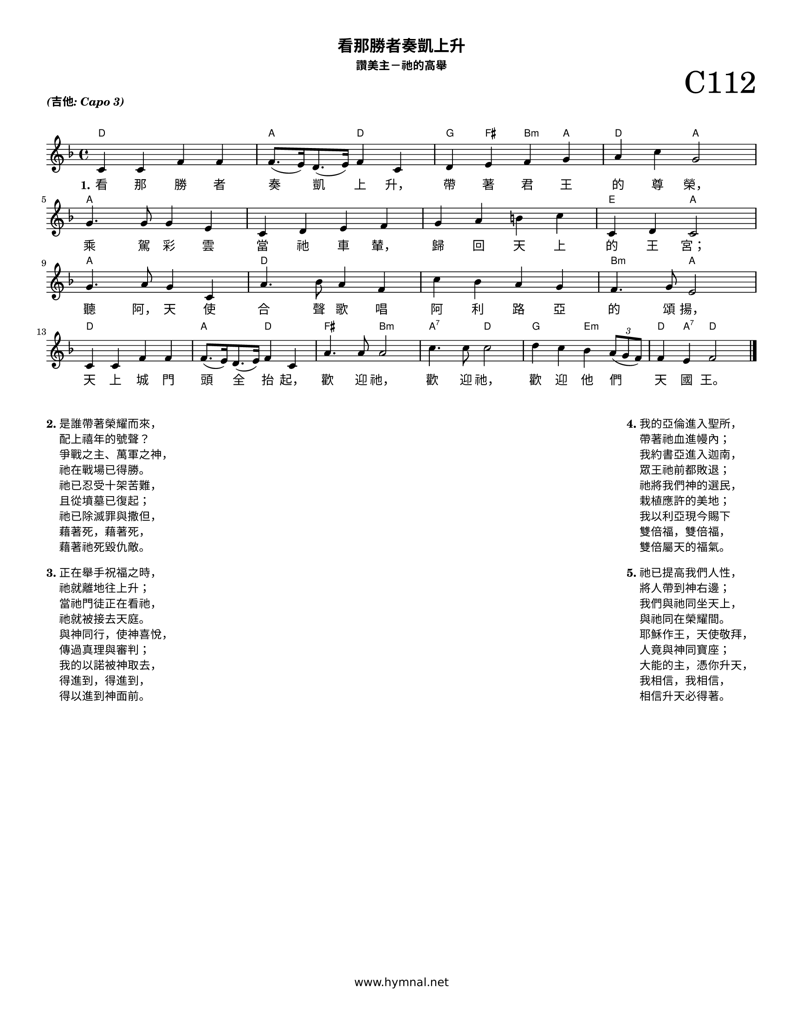 看那勝者奏凱上升
讚美主－祂的高舉
C112
(吉他: Capo 3)
D A D G F♯ Bm A D A
1. 看 那 勝 者 奏 凱 上 升， 帶 著 君 王 的 尊 榮，
5 A E A
乘 駕 彩 雲 當 祂 車 輦， 歸 回 天 上 的 王 宮；
9 A D Bm A
聽 阿， 天 使 合 聲 歌 唱 阿 利 路 亞 的 頌 揚，
13 D A D F♯ Bm A7 D G Em 3 D A7 D
天 上 城 門 頭 全 抬 起， 歡 迎 祂， 歡 迎 祂， 歡 迎 他 們 天 國 王。
2. 是誰帶著榮耀而來，
配上禧年的號聲？
爭戰之主、萬軍之神，
祂在戰場已得勝。
祂已忍受十架苦難，
且從墳墓已復起；
祂已除滅罪與撒但，
藉著死，藉著死，
藉著祂死毀仇敵。
3. 正在舉手祝福之時，
祂就離地往上升；
當祂門徒正在看祂，
祂就被接去天庭。
與神同行，使神喜悅，
傳過真理與審判；
我的以諾被神取去，
得進到，得進到，
得以進到神面前。
4. 我的亞倫進入聖所，
帶著祂血進幔內；
我約書亞進入迦南，
眾王祂前都敗退；
祂將我們神的選民，
栽植應許的美地；
我以利亞現今賜下
雙倍福，雙倍福，
雙倍屬天的福氣。
5. 祂已提高我們人性，
將人帶到神右邊；
我們與祂同坐天上，
與祂同在榮耀間。
耶穌作王，天使敬拜，
人竟與神同寶座；
大能的主，憑你升天，
我相信，我相信，
相信升天必得著。
www.hymnal.net